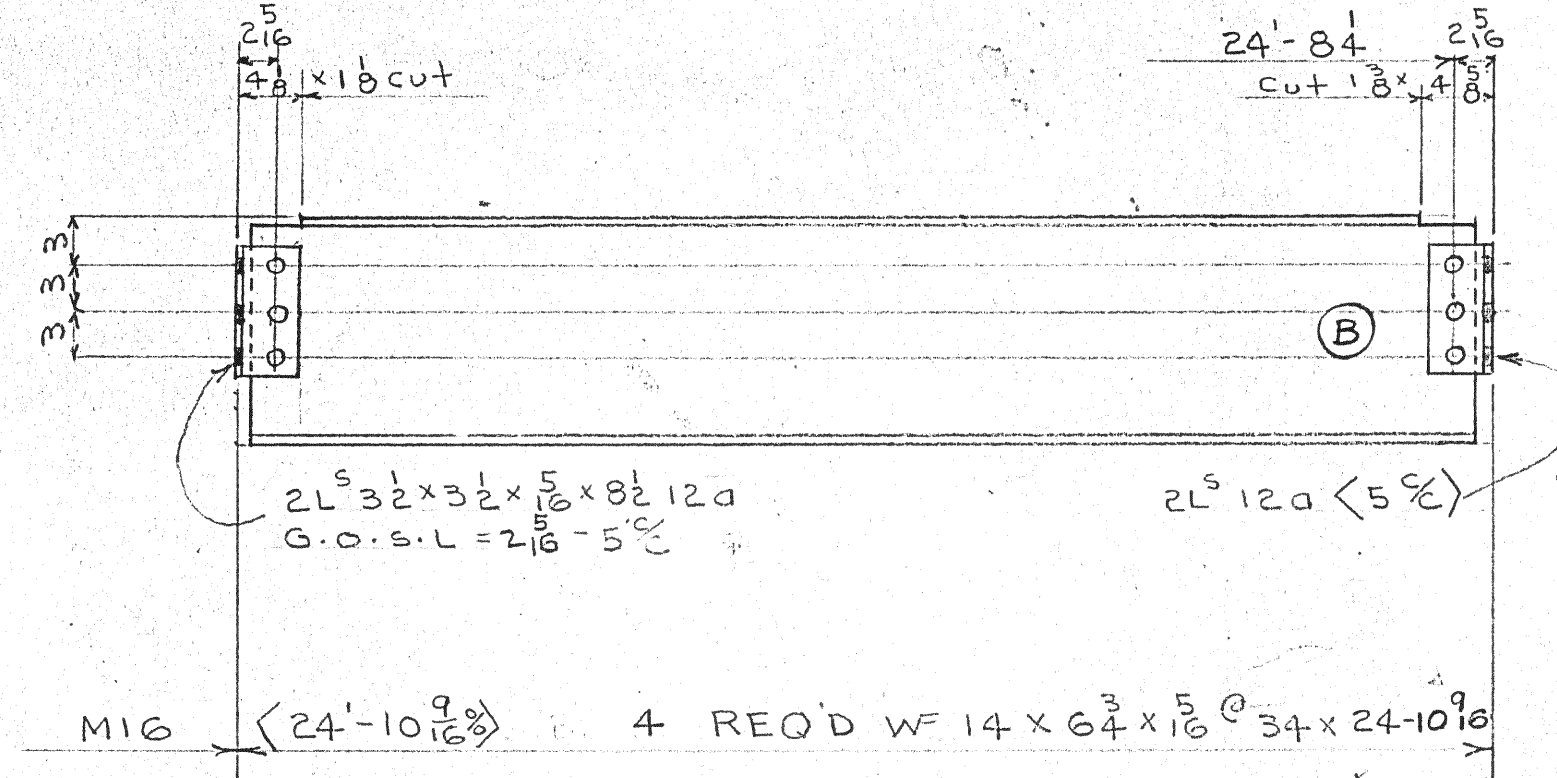 2 5/16
4 1/8 x 1 1/8 cut
24'-8 1/4
2 5/16
cut 1 3/8 x 4 5/8
3
3
3
B
2Ls 3 1/2 x 3 1/2 x 5/16 x 8 1/2 12a
G.O.S.L = 2 5/16 - 5 c/c
2Ls 12a <5 c/c>
M16 <24'-10 9/16 %> 4 REQ'D WF 14 x 6 3/4 x 5/16 @ 34 x 24-10 9/16